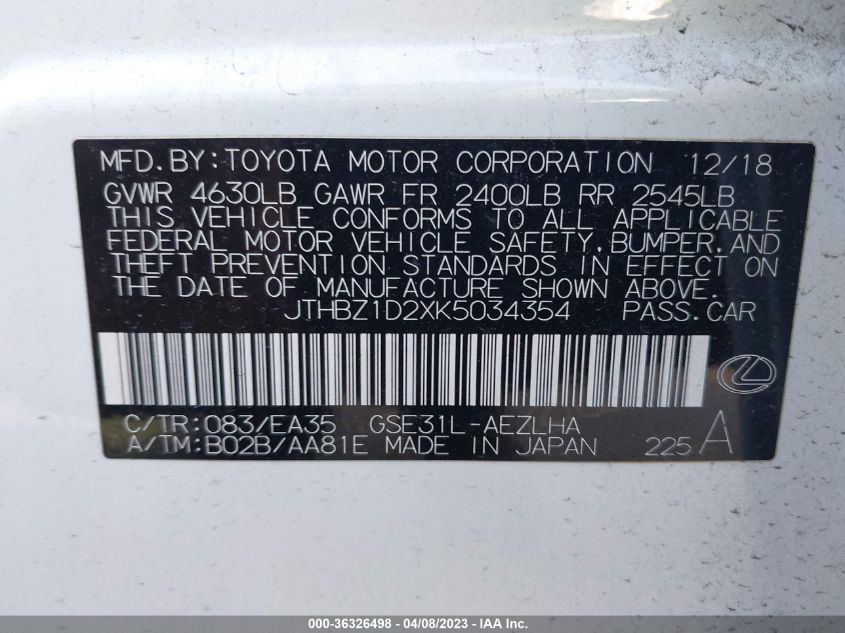 MFD.BY:TOYOTA MOTOR CORPORATION 12/18
GVWR 4630LB GAWR FR 2400LB RR 2545LB
THIS VEHICLE CONFORMS TO ALL APPLICABLE
FEDERAL MOTOR VEHICLE SAFETY, BUMPER, AND
THEFT PREVENTION STANDARDS IN EFFECT ON
THE DATE OF MANUFACTURE SHOWN ABOVE.
JTHBZ1D2XK5034354 PASS.CAR
C/TR:083/EA35 GSE31L-AEZLHA
A/TM:B02B/AA81E MADE IN JAPAN 225 A
000-36326498 - 04/08/2023 - IAA Inc.